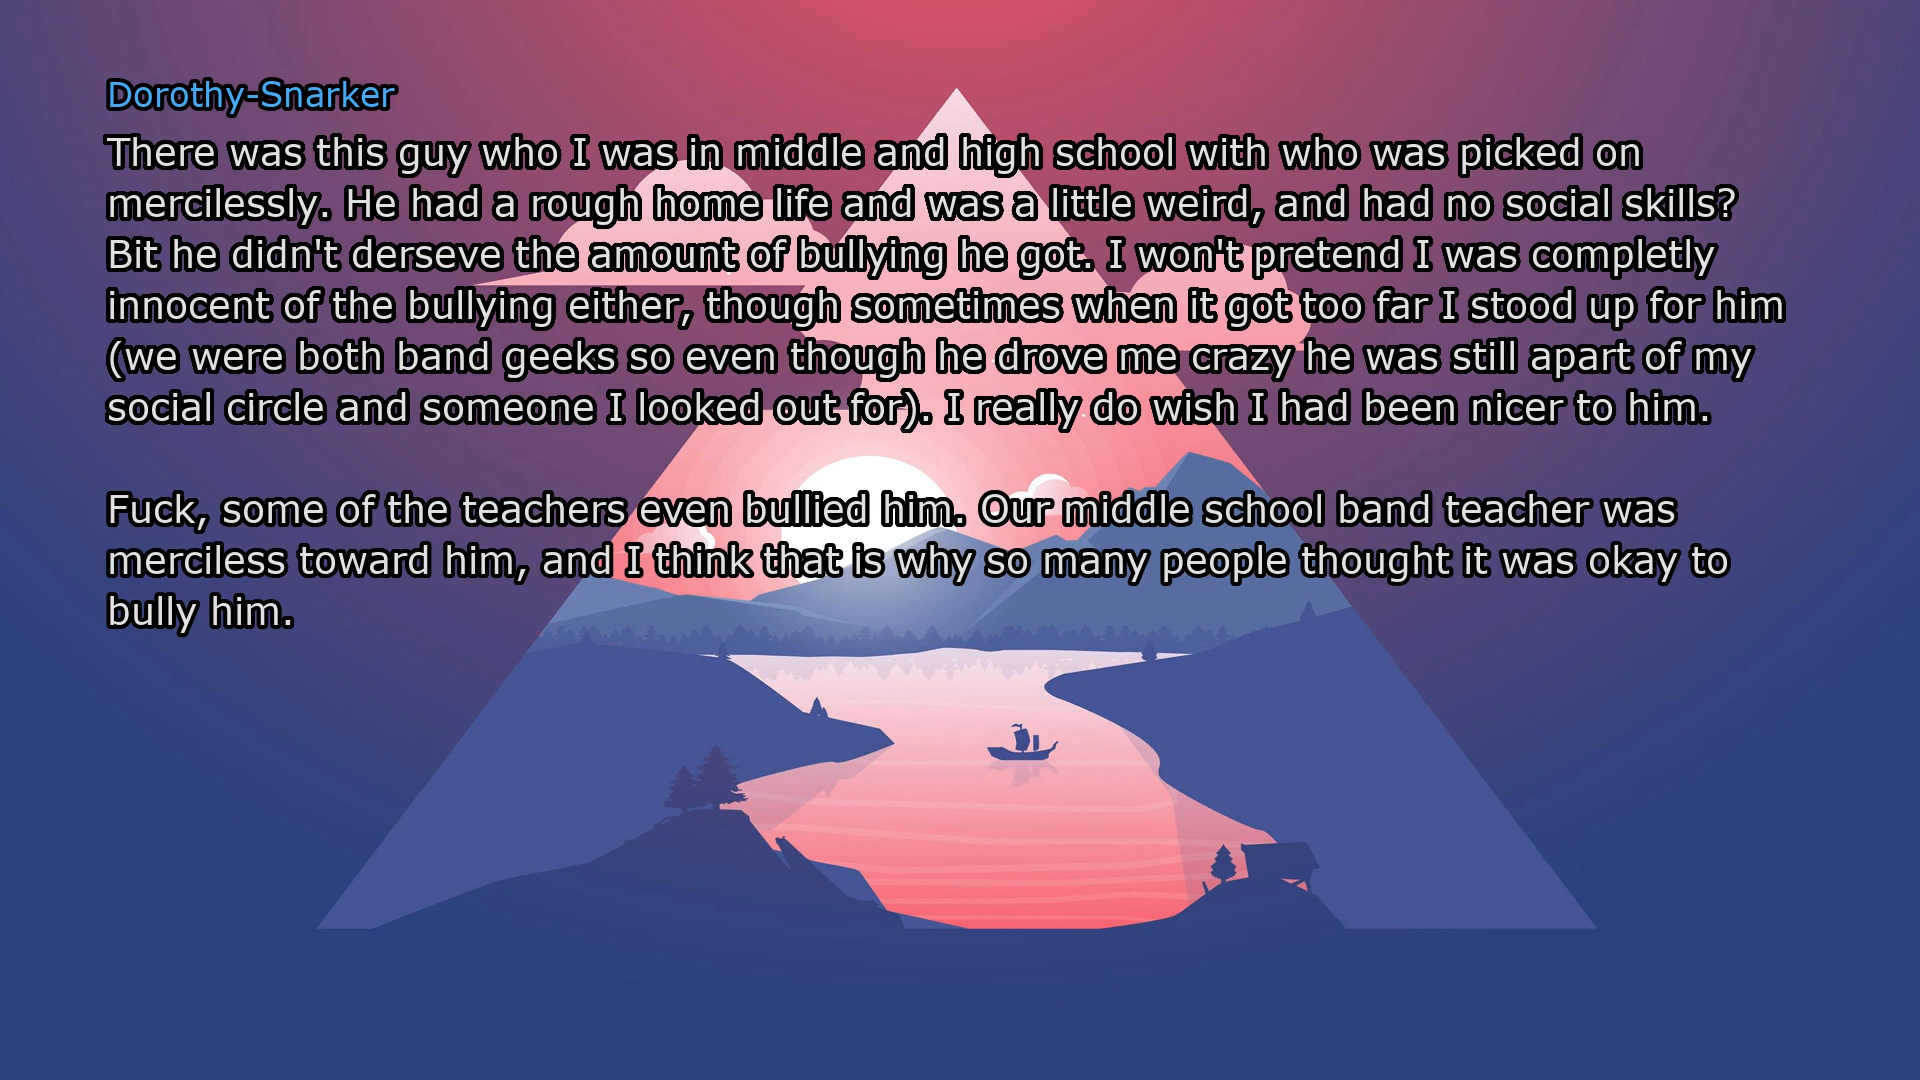 Dorothy-Snarker
There was this guy who I was in middle and high school with who was picked on
mercilessly. He had a rough home life and was a little weird, and had no social skills?
Bit he didn't derseve the amount of bullying he got. I won't pretend I was completly
innocent of the bullying either, though sometimes when it got too far I stood up for him
(we were both band geeks so even though he drove me crazy he was still apart of my
social circle and someone I looked out for). I really do wish I had been nicer to him.
Fuck, some of the teachers even bullied him. Our middle school band teacher was
merciless toward him, and I think that is why so many people thought it was okay to
bully him.